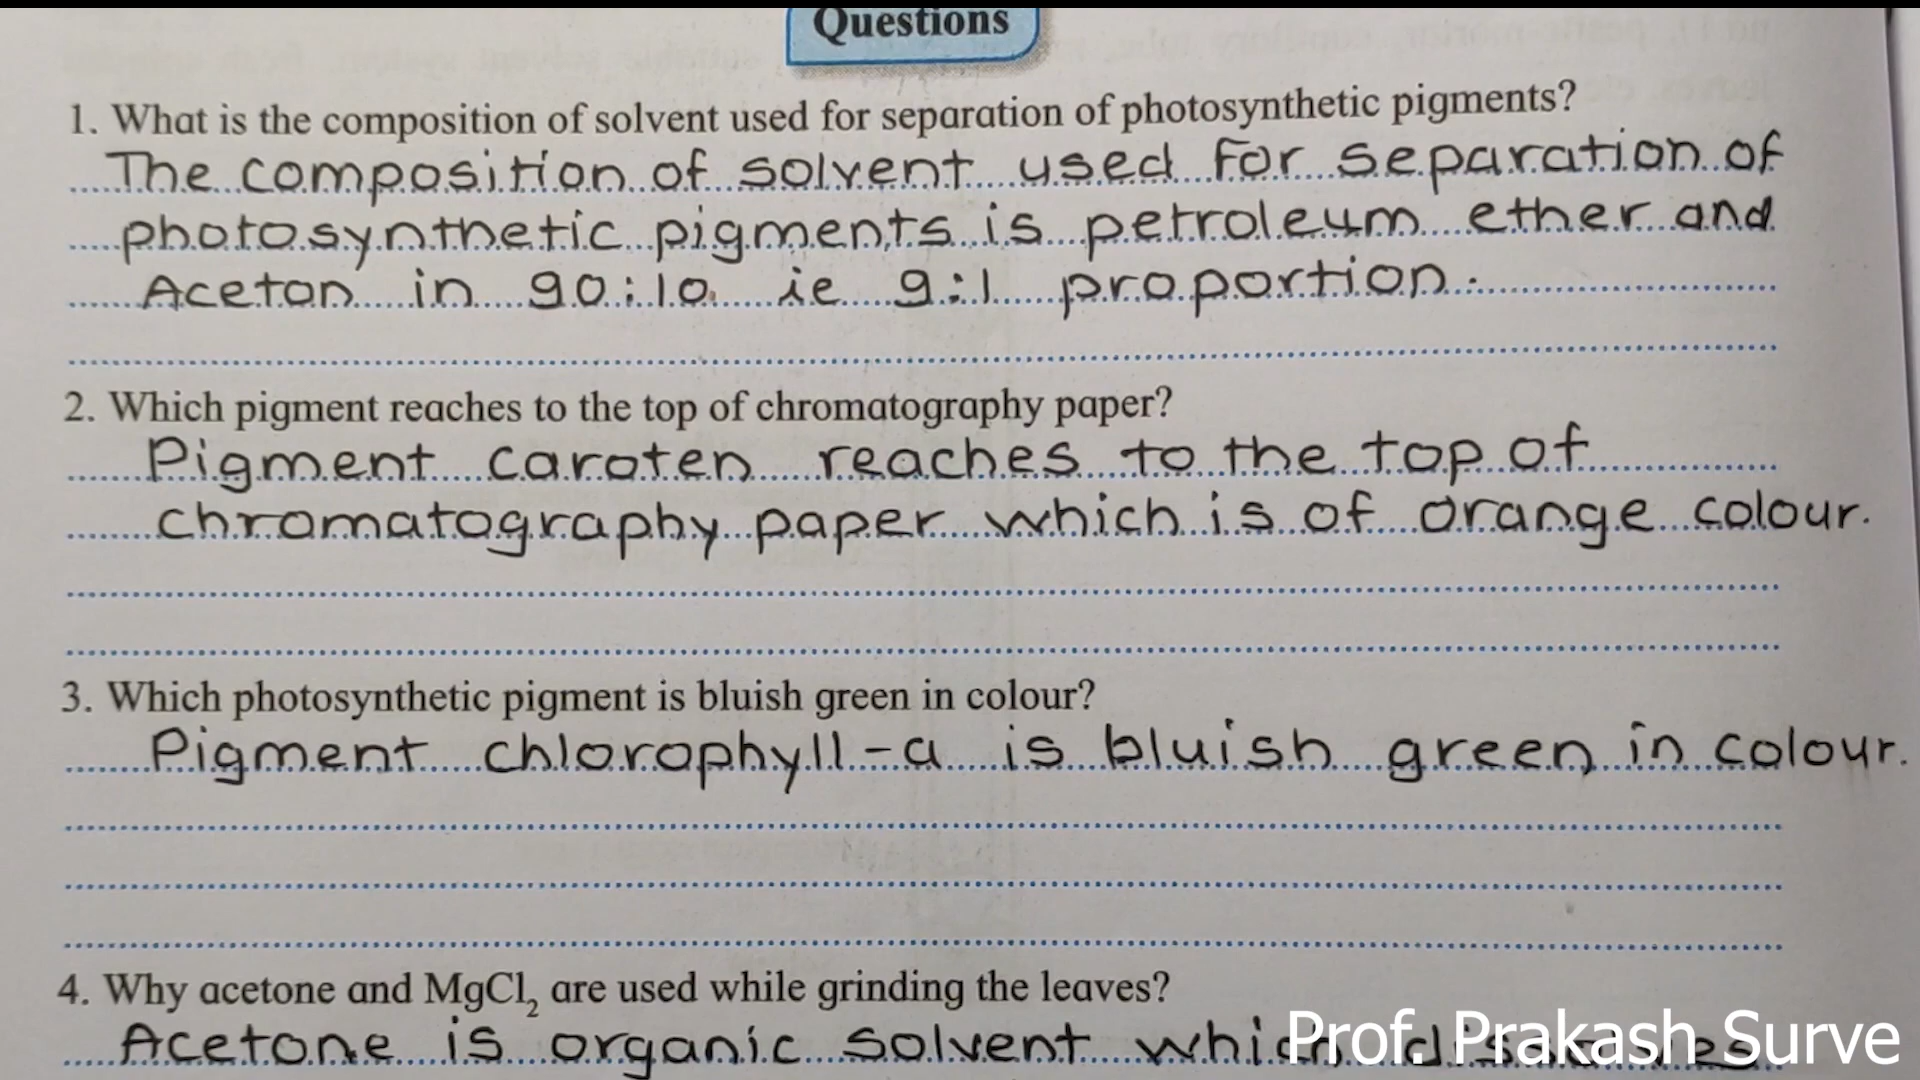 Questions
1. What is the composition of solvent used for separation of photosynthetic pigments?
The composition of solvent used for separation of
photosynthetic pigments is petroleum ether and
Aceton in 90:10 ie 9:1 proportion.
2. Which pigment reaches to the top of chromatography paper?
Pigment caroten reaches to the top of
chromatography paper which is of orange colour.
3. Which photosynthetic pigment is bluish green in colour?
Pigment chlorophyll-a is bluish green in colour.
4. Why acetone and MgCl₂ are used while grinding the leaves?
Acetone is organic solvent which dissolves
Prof. Prakash Surve